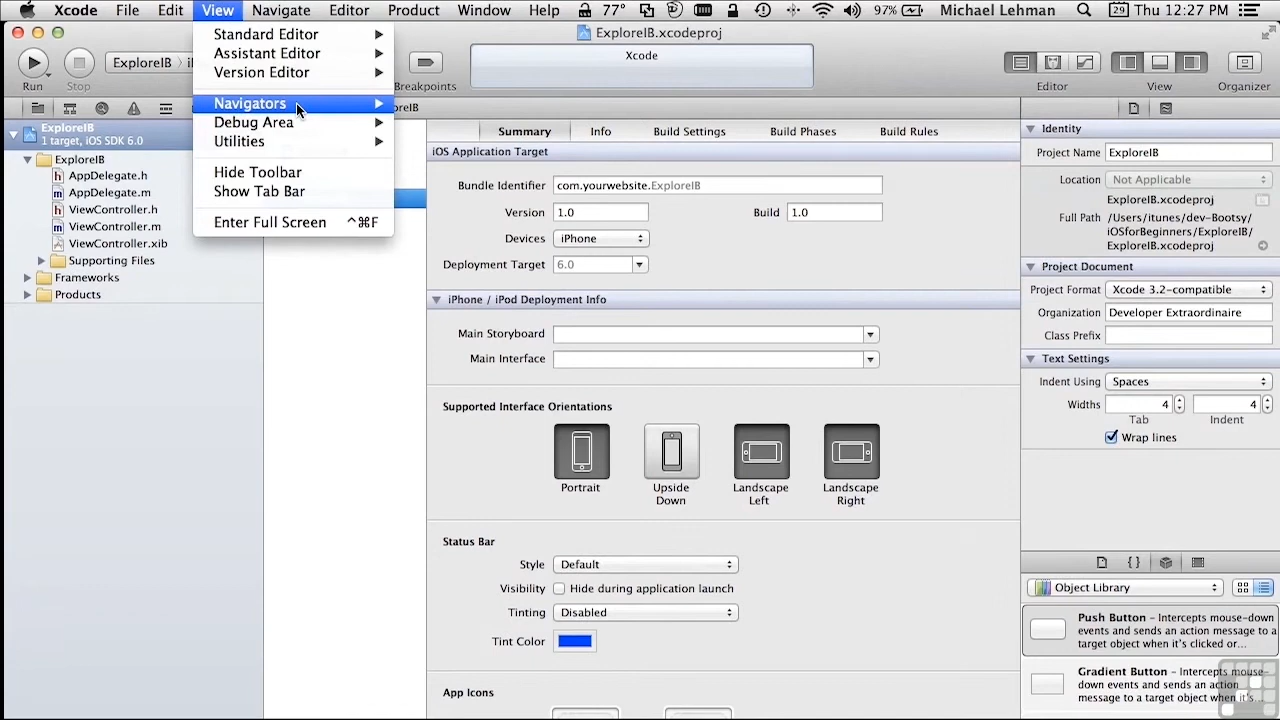 Xcode File Edit View Navigate Editor Product Window Help 77° 97% Michael Lehman 29 Thu 12:27 PM
ExploreIB.xcodeproj
Run Stop ExploreIB Breakpoints Xcode Editor View Organizer
Standard Editor
Assistant Editor
Version Editor
Navigators
Debug Area
Utilities
Hide Toolbar
Show Tab Bar
Enter Full Screen ^⌘F
ExploreIB
1 target, iOS SDK 6.0
ExploreIB
AppDelegate.h
AppDelegate.m
ViewController.h
ViewController.m
ViewController.xib
Supporting Files
Frameworks
Products
Summary Info Build Settings Build Phases Build Rules
iOS Application Target
Bundle Identifier com.yourwebsite.ExploreIB
Version 1.0 Build 1.0
Devices iPhone
Deployment Target 6.0
iPhone / iPod Deployment Info
Main Storyboard
Main Interface
Supported Interface Orientations
Portrait
Upside Down
Landscape Left
Landscape Right
Status Bar
Style Default
Visibility Hide during application launch
Tinting Disabled
Tint Color
App Icons
Identity
Project Name ExploreIB
Location Not Applicable
ExploreIB.xcodeproj
Full Path /Users/itunes/dev-Bootsy/
iOSforBeginners/ExploreIB/
ExploreIB.xcodeproj
Project Document
Project Format Xcode 3.2-compatible
Organization Developer Extraordinaire
Class Prefix
Text Settings
Indent Using Spaces
Widths 4 4
Tab Indent
Wrap lines
{ }
Object Library
Push Button - Intercepts mouse-down
events and sends an action message to a
target object when it's clicked or...
Gradient Button - Intercepts mouse-
down events and sends an action
message to a target object when it's...